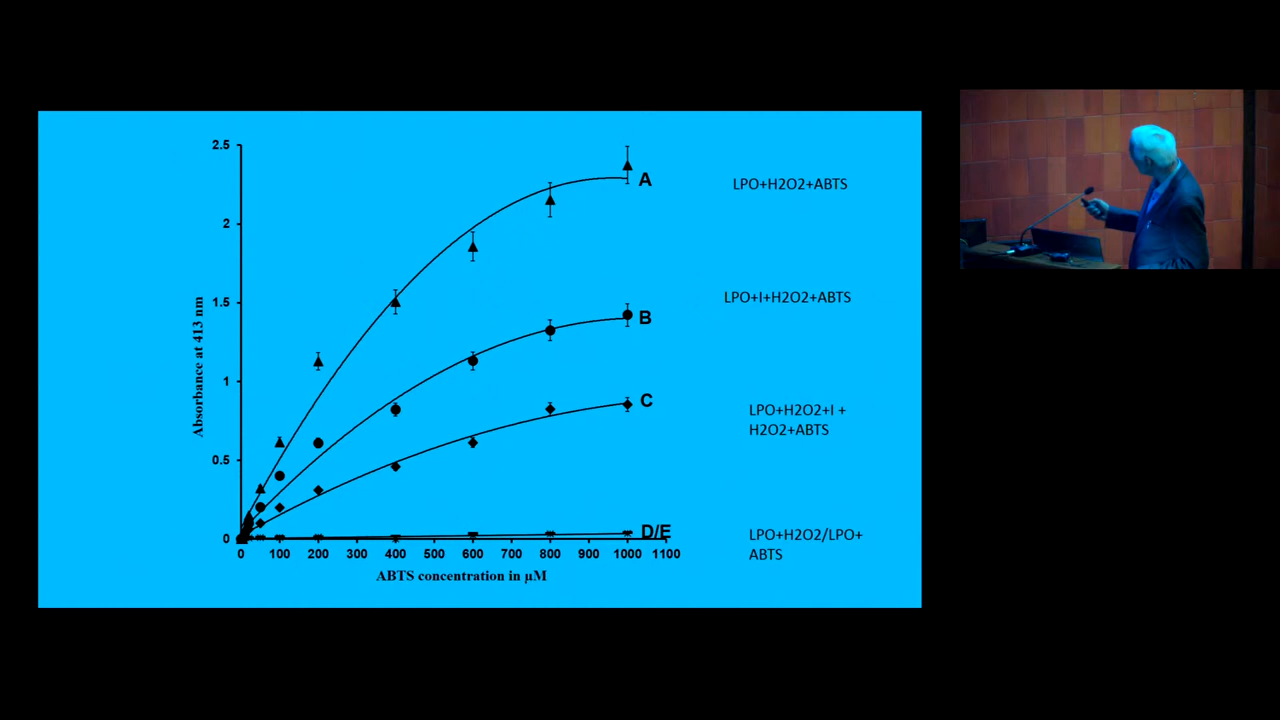 2.5
2
1.5
1
0.5
0
Absorbance at 413 nm
A
B
C
D/E
0 100 200 300 400 500 600 700 800 900 1000 1100
ABTS concentration in µM
LPO+H2O2+ABTS
LPO+I+H2O2+ABTS
LPO+H2O2+I +
H2O2+ABTS
LPO+H2O2/LPO+
ABTS